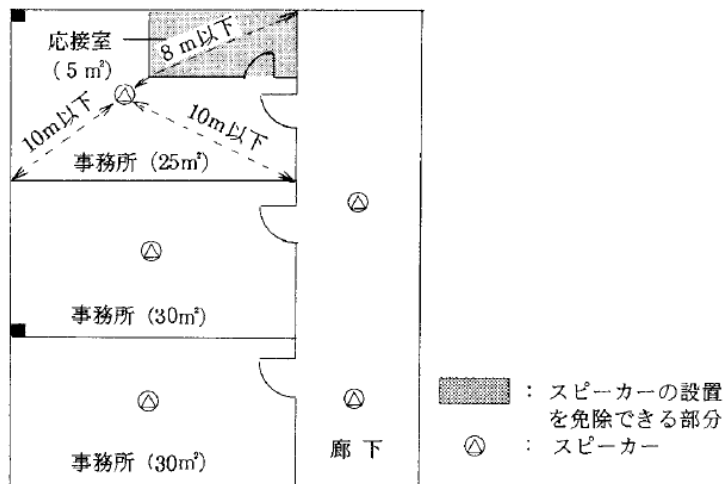 応接室
(5㎡)
8m以下
10m以下
10m以下
事務所 (25㎡)
事務所 (30㎡)
事務所 (30㎡)
廊下
: スピーカーの設置
を免除できる部分
: スピーカー